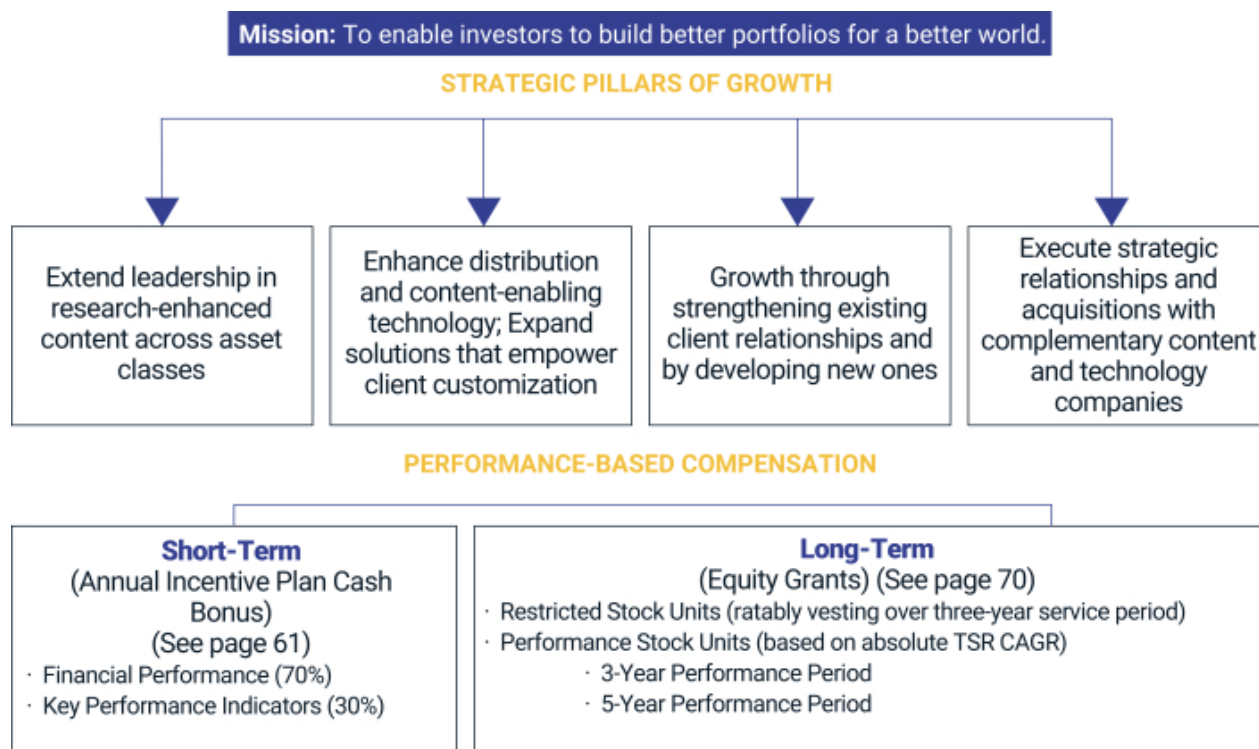 Mission: To enable investors to build better portfolios for a better world.
STRATEGIC PILLARS OF GROWTH
Extend leadership in
research-enhanced
content across asset
classes
Enhance distribution
and content-enabling
technology; Expand
solutions that empower
client customization
Growth through
strengthening existing
client relationships and
by developing new ones
Execute strategic
relationships and
acquisitions with
complementary content
and technology
companies
PERFORMANCE-BASED COMPENSATION
Short-Term
(Annual Incentive Plan Cash
Bonus)
(See page 61)
· Financial Performance (70%)
· Key Performance Indicators (30%)
Long-Term
(Equity Grants) (See page 70)
· Restricted Stock Units (ratably vesting over three-year service period)
· Performance Stock Units (based on absolute TSR CAGR)
· 3-Year Performance Period
· 5-Year Performance Period